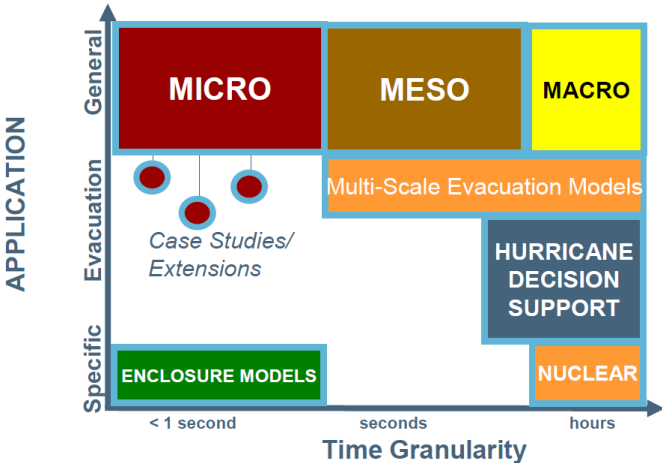 APPLICATION
General
Evacuation
Specific
MICRO
MESO
MACRO
Multi-Scale Evacuation Models
Case Studies/
Extensions
HURRICANE
DECISION
SUPPORT
ENCLOSURE MODELS
NUCLEAR
< 1 second
seconds
hours
Time Granularity